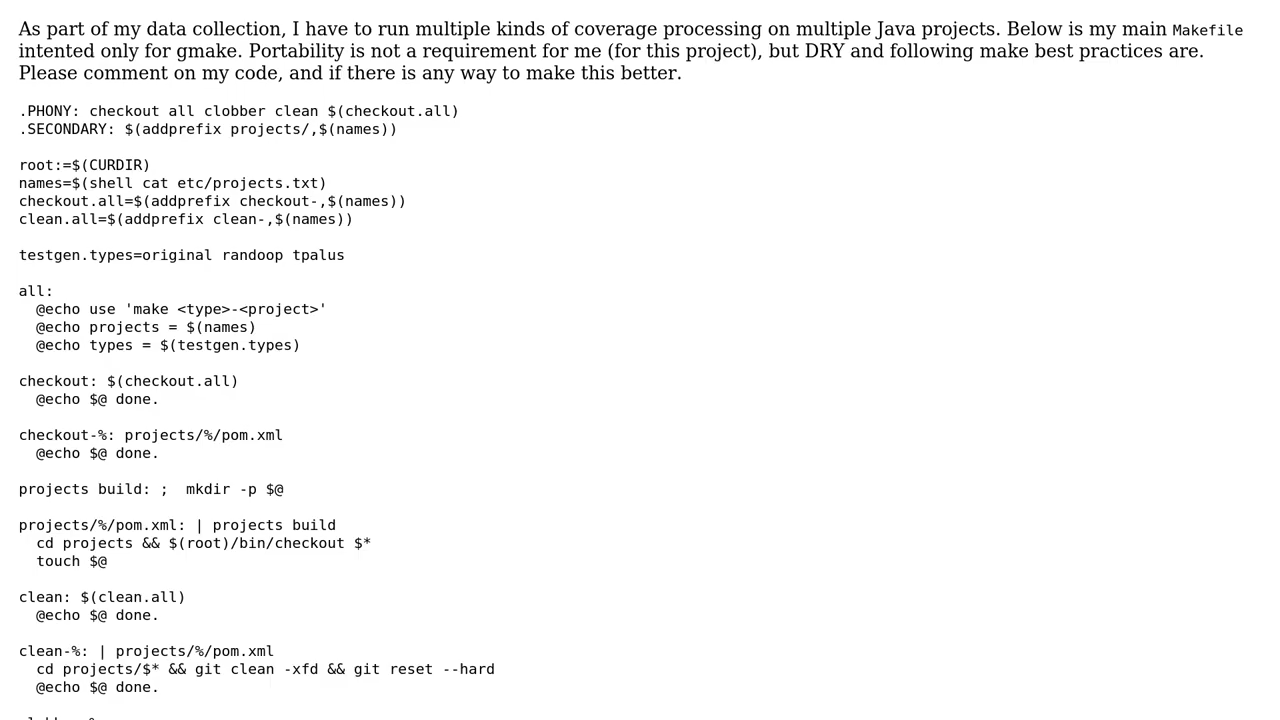 As part of my data collection, I have to run multiple kinds of coverage processing on multiple Java projects. Below is my main Makefile
intented only for gmake. Portability is not a requirement for me (for this project), but DRY and following make best practices are.
Please comment on my code, and if there is any way to make this better.
.PHONY: checkout all clobber clean $(checkout.all)
.SECONDARY: $(addprefix projects/,$(names))
root:=$(CURDIR)
names=$(shell cat etc/projects.txt)
checkout.all=$(addprefix checkout-,$(names))
clean.all=$(addprefix clean-,$(names))
testgen.types=original randoop tpalus
all:
  @echo use 'make <type>-<project>'
  @echo projects = $(names)
  @echo types = $(testgen.types)
checkout: $(checkout.all)
  @echo $@ done.
checkout-%: projects/%/pom.xml
  @echo $@ done.
projects build: ;  mkdir -p $@
projects/%/pom.xml: | projects build
  cd projects && $(root)/bin/checkout $*
  touch $@
clean: $(clean.all)
  @echo $@ done.
clean-%: | projects/%/pom.xml
  cd projects/$* && git clean -xfd && git reset --hard
  @echo $@ done.